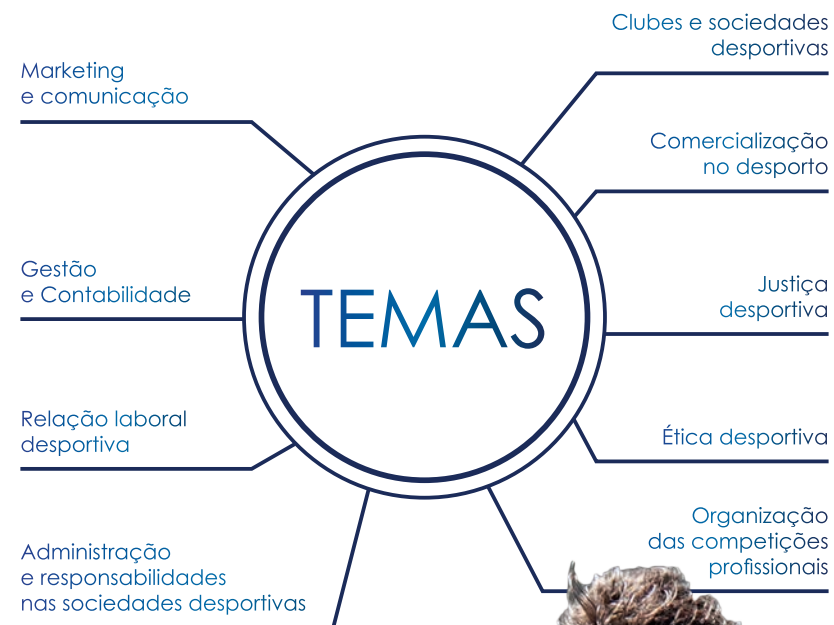 Marketing
e comunicação
Gestão
e Contabilidade
Relação laboral
desportiva
Administração
e responsabilidades
nas sociedades desportivas
TEMAS
Clubes e sociedades
desportivas
Comercialização
no desporto
Justiça
desportiva
Ética desportiva
Organização
das competições
profissionais